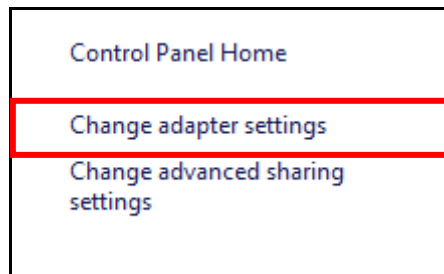 Control Panel Home
Change adapter settings
Change advanced sharing
settings